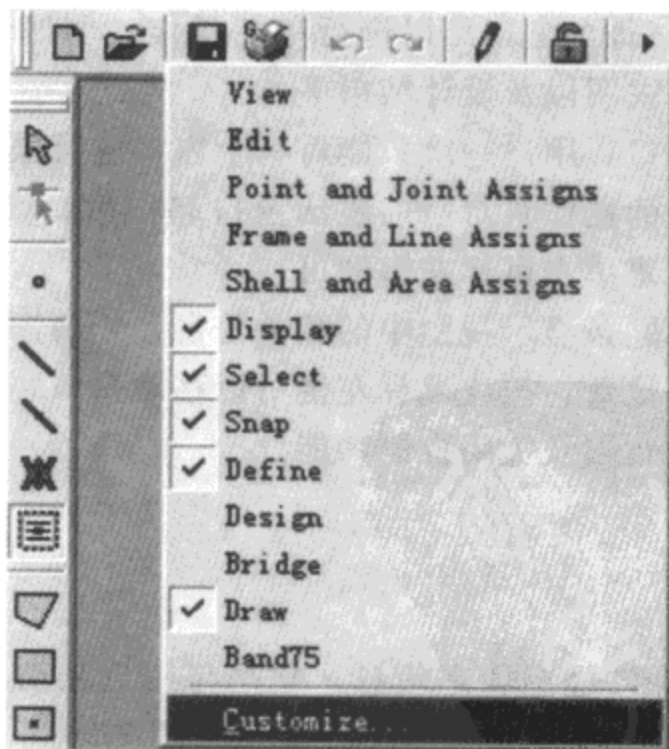 View
Edit
Point and Joint Assigns
Frame and Line Assigns
Shell and Area Assigns
Display
Select
Snap
Define
Design
Bridge
Draw
Band75
Customize...